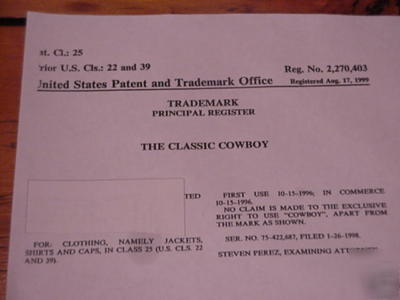 at. Cl.: 25
rior U.S. Cls.: 22 and 39
Reg. No. 2,270,403
United States Patent and Trademark Office
Registered Aug. 17, 1999
TRADEMARK
PRINCIPAL REGISTER
THE CLASSIC COWBOY
TED
FOR: CLOTHING, NAMELY JACKETS,
SHIRTS AND CAPS, IN CLASS 25 (U.S. CLS. 22
AND 39).
FIRST USE 10-15-1996; IN COMMERCE
10-15-1996.
NO CLAIM IS MADE TO THE EXCLUSIVE
RIGHT TO USE "COWBOY", APART FROM
THE MARK AS SHOWN.
SER. NO. 75-422,687, FILED 1-26-1998.
STEVEN PEREZ, EXAMINING ATTORNEY